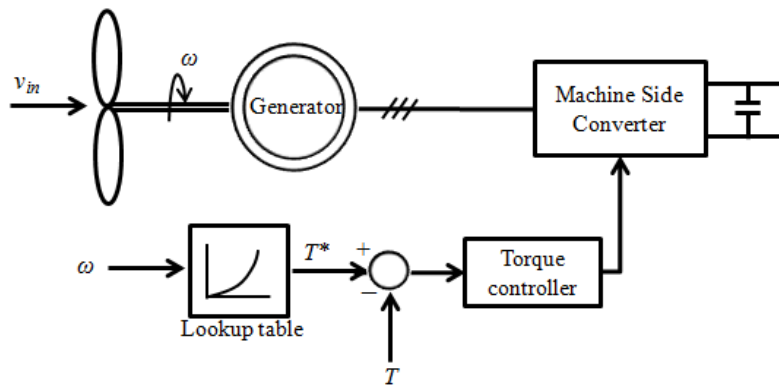 ω
v_in
Generator
Machine Side
Converter
+
T*
ω
−
Torque
controller
Lookup table
T